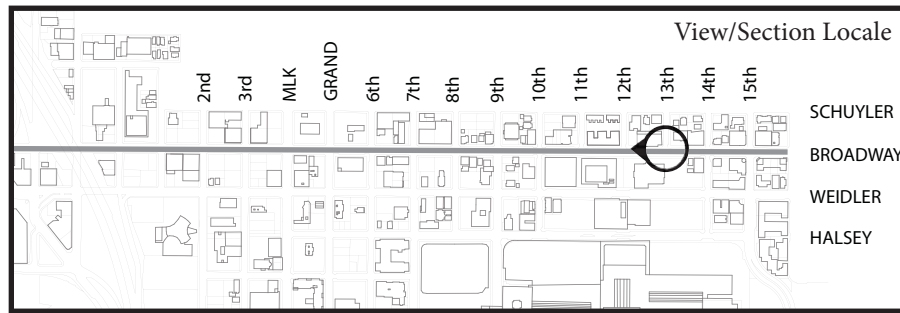 View/Section Locale
2nd
3rd
MLK
GRAND
6th
7th
8th
9th
10th
11th
12th
13th
14th
15th
SCHUYLER
BROADWAY
WEIDLER
HALSEY